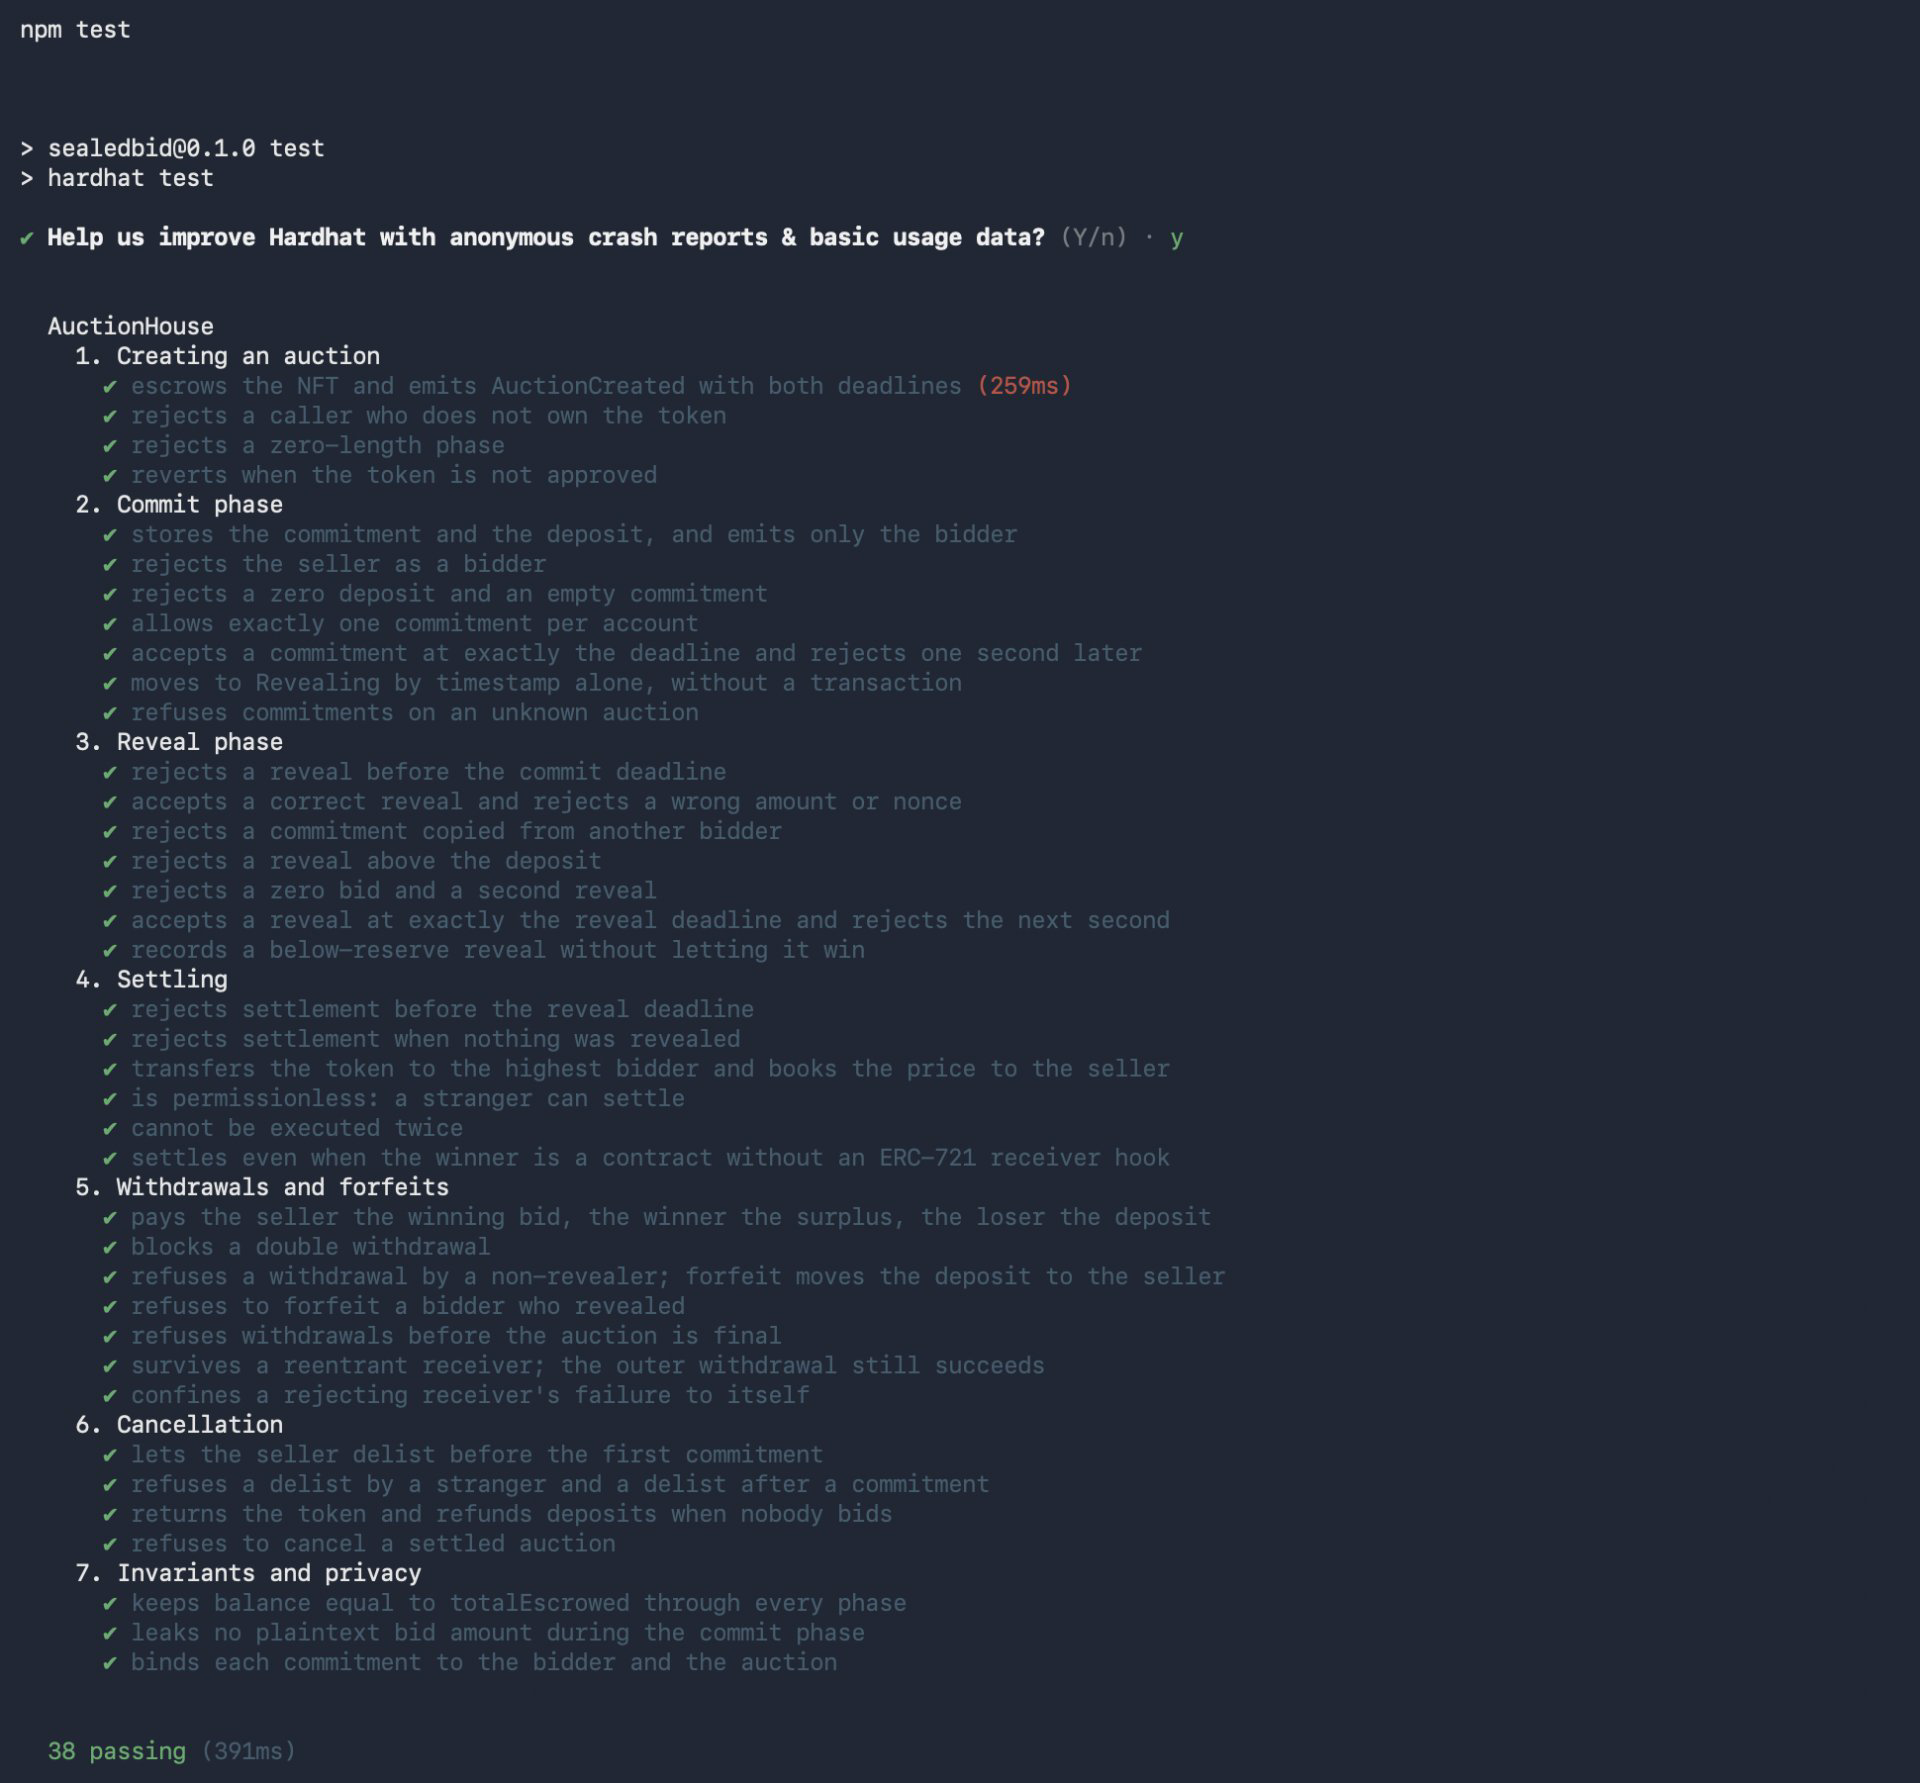 npm test
> sealedbid@0.1.0 test
> hardhat test
✔ Help us improve Hardhat with anonymous crash reports & basic usage data? (Y/n) · y
AuctionHouse
1. Creating an auction
✔ escrows the NFT and emits AuctionCreated with both deadlines (259ms)
✔ rejects a caller who does not own the token
✔ rejects a zero-length phase
✔ reverts when the token is not approved
2. Commit phase
✔ stores the commitment and the deposit, and emits only the bidder
✔ rejects the seller as a bidder
✔ rejects a zero deposit and an empty commitment
✔ allows exactly one commitment per account
✔ accepts a commitment at exactly the deadline and rejects one second later
✔ moves to Revealing by timestamp alone, without a transaction
✔ refuses commitments on an unknown auction
3. Reveal phase
✔ rejects a reveal before the commit deadline
✔ accepts a correct reveal and rejects a wrong amount or nonce
✔ rejects a commitment copied from another bidder
✔ rejects a reveal above the deposit
✔ rejects a zero bid and a second reveal
✔ accepts a reveal at exactly the reveal deadline and rejects the next second
✔ records a below-reserve reveal without letting it win
4. Settling
✔ rejects settlement before the reveal deadline
✔ rejects settlement when nothing was revealed
✔ transfers the token to the highest bidder and books the price to the seller
✔ is permissionless: a stranger can settle
✔ cannot be executed twice
✔ settles even when the winner is a contract without an ERC-721 receiver hook
5. Withdrawals and forfeits
✔ pays the seller the winning bid, the winner the surplus, the loser the deposit
✔ blocks a double withdrawal
✔ refuses a withdrawal by a non-revealer; forfeit moves the deposit to the seller
✔ refuses to forfeit a bidder who revealed
✔ refuses withdrawals before the auction is final
✔ survives a reentrant receiver; the outer withdrawal still succeeds
✔ confines a rejecting receiver's failure to itself
6. Cancellation
✔ lets the seller delist before the first commitment
✔ refuses a delist by a stranger and a delist after a commitment
✔ returns the token and refunds deposits when nobody bids
✔ refuses to cancel a settled auction
7. Invariants and privacy
✔ keeps balance equal to totalEscrowed through every phase
✔ leaks no plaintext bid amount during the commit phase
✔ binds each commitment to the bidder and the auction
38 passing (391ms)